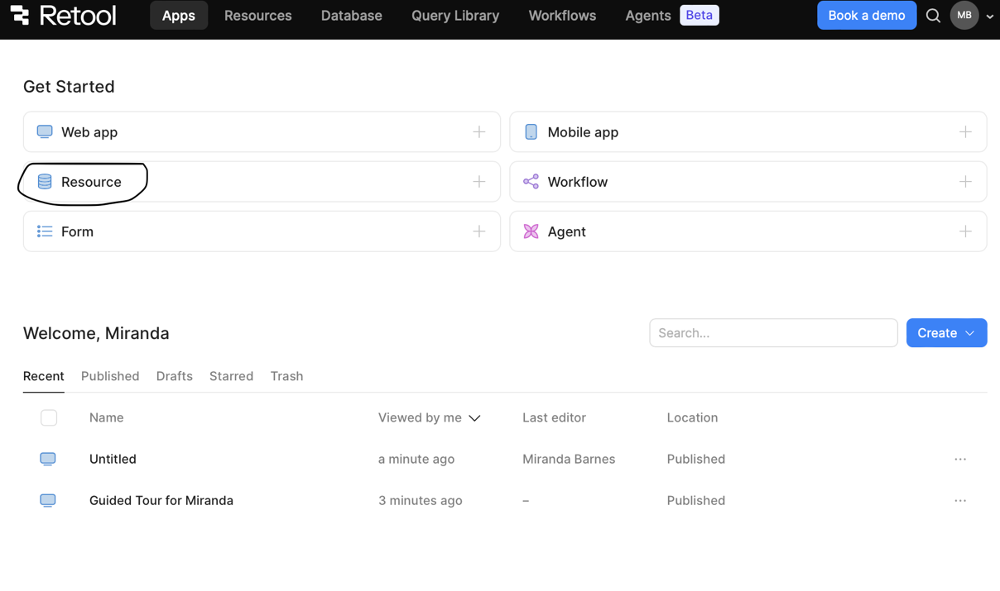 Retool Apps Resources Database Query Library Workflows Agents Beta Book a demo MB
Get Started
Web app Mobile app
Resource Workflow
Form Agent
Welcome, Miranda Search... Create
Recent Published Drafts Starred Trash
Name Viewed by me Last editor Location
Untitled a minute ago Miranda Barnes Published ...
Guided Tour for Miranda 3 minutes ago – Published ...